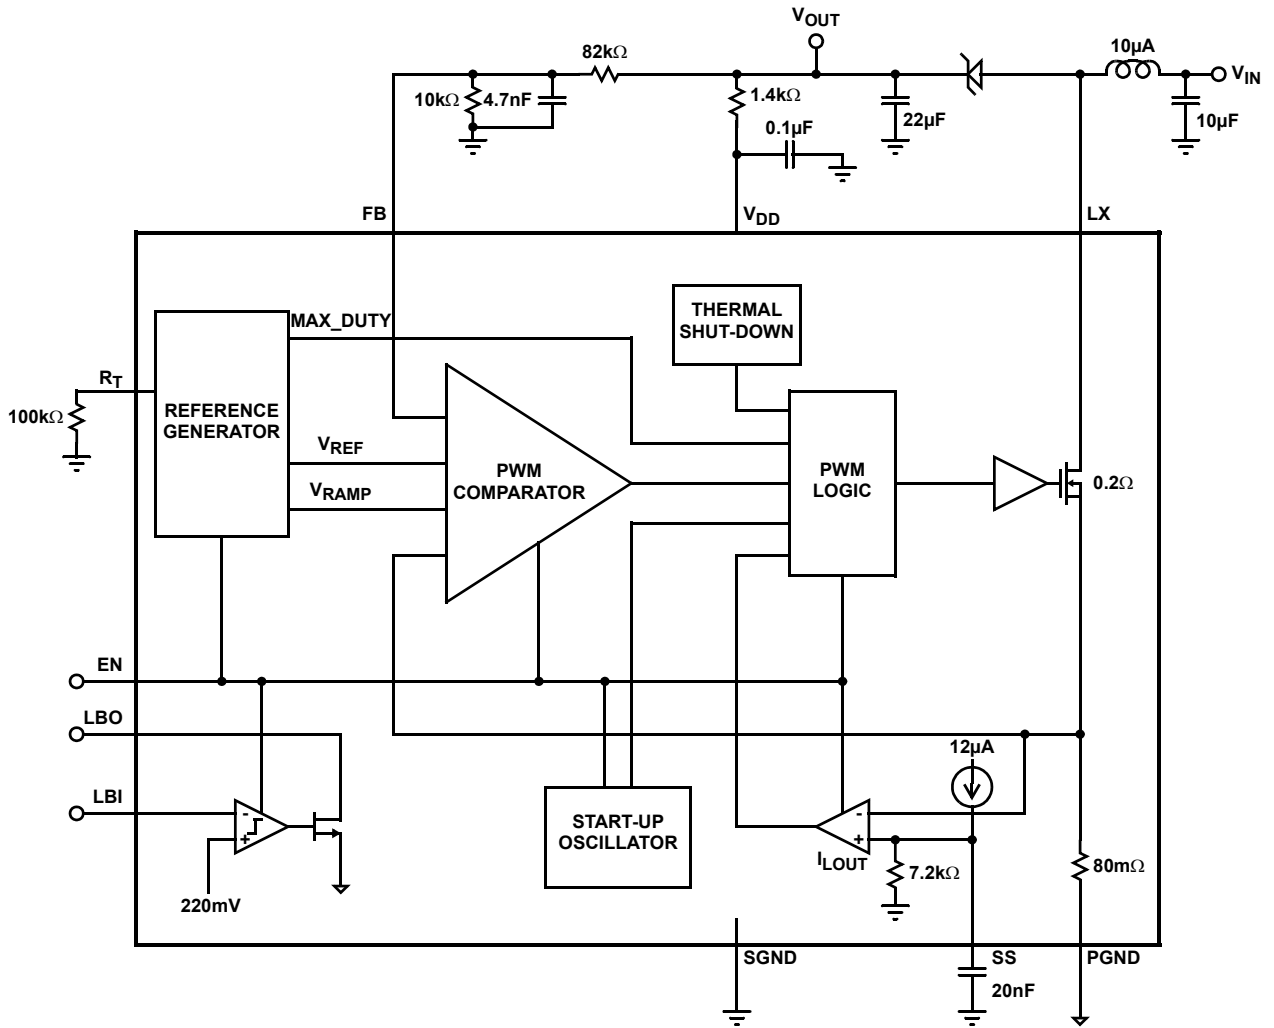 VOUT
82kΩ
10µA
VIN
10kΩ
4.7nF
1.4kΩ
0.1µF
22µF
10µF
FB
VDD
LX
MAX_DUTY
THERMAL
SHUT-DOWN
RT
100kΩ
REFERENCE
GENERATOR
VREF
VRAMP
PWM
COMPARATOR
PWM
LOGIC
0.2Ω
EN
LBO
12µA
LBI
-
+
220mV
START-UP
OSCILLATOR
-
+
ILOUT
7.2kΩ
80mΩ
SGND
SS
PGND
20nF